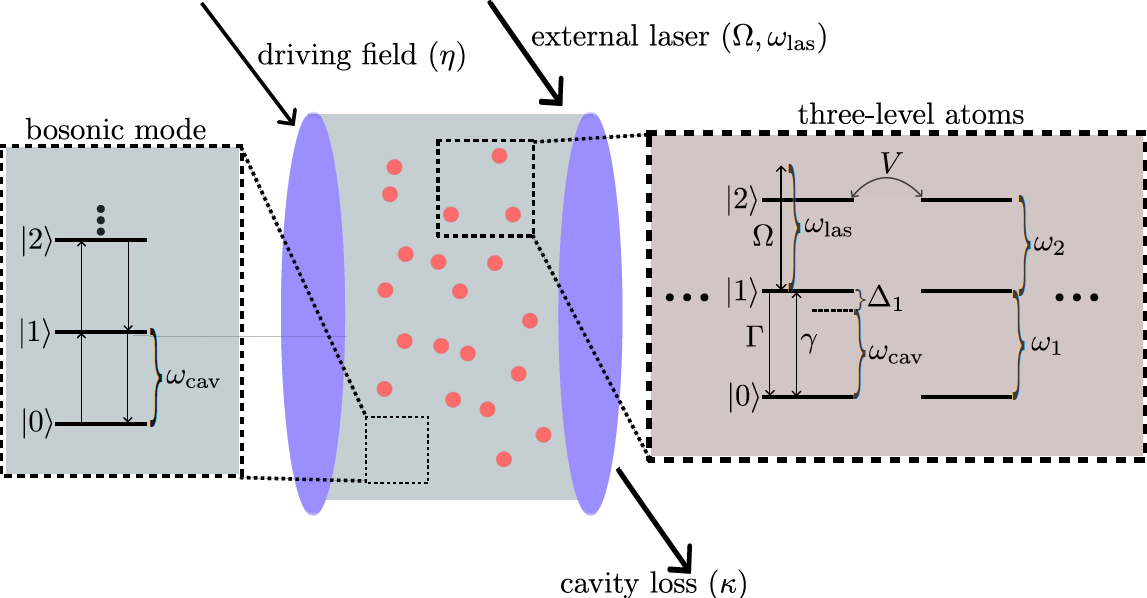 driving field (η)
external laser (Ω, ω_las)
bosonic mode
|2⟩
|1⟩
|0⟩
ω_cav
three-level atoms
V
|2⟩
Ω
ω_las
ω_2
|1⟩
Δ_1
Γ
γ
ω_cav
ω_1
|0⟩
cavity loss (κ)